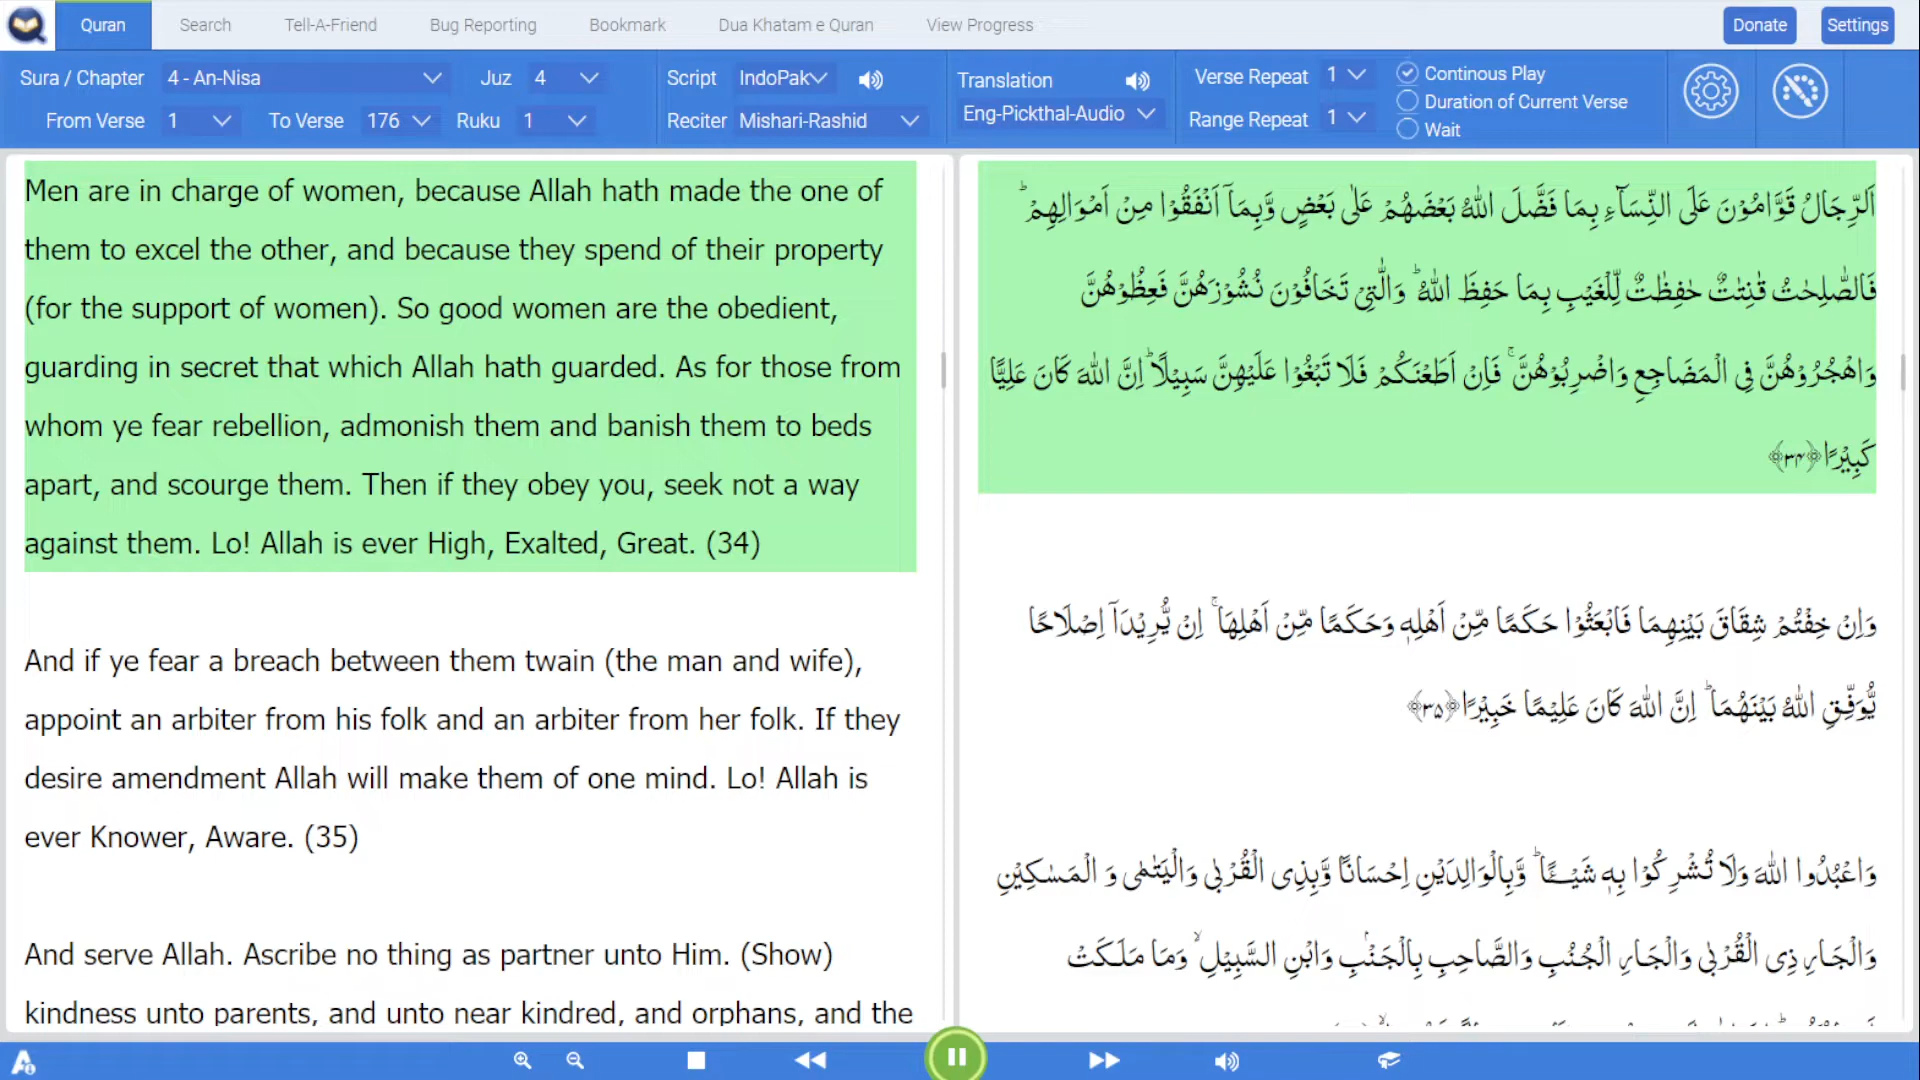 Quran Search Tell-A-Friend Bug Reporting Bookmark Dua Khatam e Quran View Progress Donate Settings
Sura / Chapter 4 - An-Nisa Juz 4 Script IndoPak Translation Verse Repeat 1 Continous Play
Duration of Current Verse
From Verse 1 To Verse 176 Ruku 1 Reciter Mishari-Rashid Eng-Pickthal-Audio Range Repeat 1 Wait
Men are in charge of women, because Allah hath made the one of
them to excel the other, and because they spend of their property
(for the support of women). So good women are the obedient,
guarding in secret that which Allah hath guarded. As for those from
whom ye fear rebellion, admonish them and banish them to beds
apart, and scourge them. Then if they obey you, seek not a way
against them. Lo! Allah is ever High, Exalted, Great. (34)
And if ye fear a breach between them twain (the man and wife),
appoint an arbiter from his folk and an arbiter from her folk. If they
desire amendment Allah will make them of one mind. Lo! Allah is
ever Knower, Aware. (35)
And serve Allah. Ascribe no thing as partner unto Him. (Show)
kindness unto parents, and unto near kindred, and orphans, and the
اَلرِّجَالُ قَوَّامُوْنَ عَلَى النِّسَآءِ بِمَا فَضَّلَ اللّٰهُ بَعْضَهُمْ عَلٰى بَعْضٍ وَّبِمَاۤ اَنْفَقُوْا مِنْ اَمْوَالِهِمْ‌ؕ
فَالصّٰلِحٰتُ قٰنِتٰتٌ حٰفِظٰتٌ لِّلْغَيْبِ بِمَا حَفِظَ اللّٰهُ‌ؕ وَالّٰتِىْ تَخَافُوْنَ نُشُوْزَهُنَّ فَعِظُوْهُنَّ
وَاهْجُرُوْهُنَّ فِى الْمَضَاجِعِ وَاضْرِبُوْهُنَّ‌ۚ فَاِنْ اَطَعْنَكُمْ فَلَا تَبْغُوْا عَلَيْهِنَّ سَبِيْلًا‌ؕ اِنَّ اللّٰهَ كَانَ عَلِيًّا
كَبِيْرًا‏﴿۳۴﴾
وَاِنْ خِفْتُمْ شِقَاقَ بَيْنِهِمَا فَابْعَثُوْا حَكَمًا مِّنْ اَهْلِهٖ وَحَكَمًا مِّنْ اَهْلِهَا‌ۚ اِنْ يُّرِيْدَاۤ اِصْلَاحًا
يُّوَفِّقِ اللّٰهُ بَيْنَهُمَا‌ؕ اِنَّ اللّٰهَ كَانَ عَلِيْمًا خَبِيْرًا‏﴿۳۵﴾
وَاعْبُدُوا اللّٰهَ وَلَا تُشْرِكُوْا بِهٖ شَيْـًٔـا‌ؕ وَّبِالْوَالِدَيْنِ اِحْسَانًا وَّبِذِى الْقُرْبٰى وَالْيَتٰمٰى وَ الْمَسٰكِيْنِ
وَالْجَـارِ ذِى الْقُرْبٰى وَالْجَـارِ الْجُـنُبِ وَالصَّاحِبِ بِالْجَـنْۢبِ وَابْنِ السَّبِيْلِۙ وَمَا مَلَـكَتْ